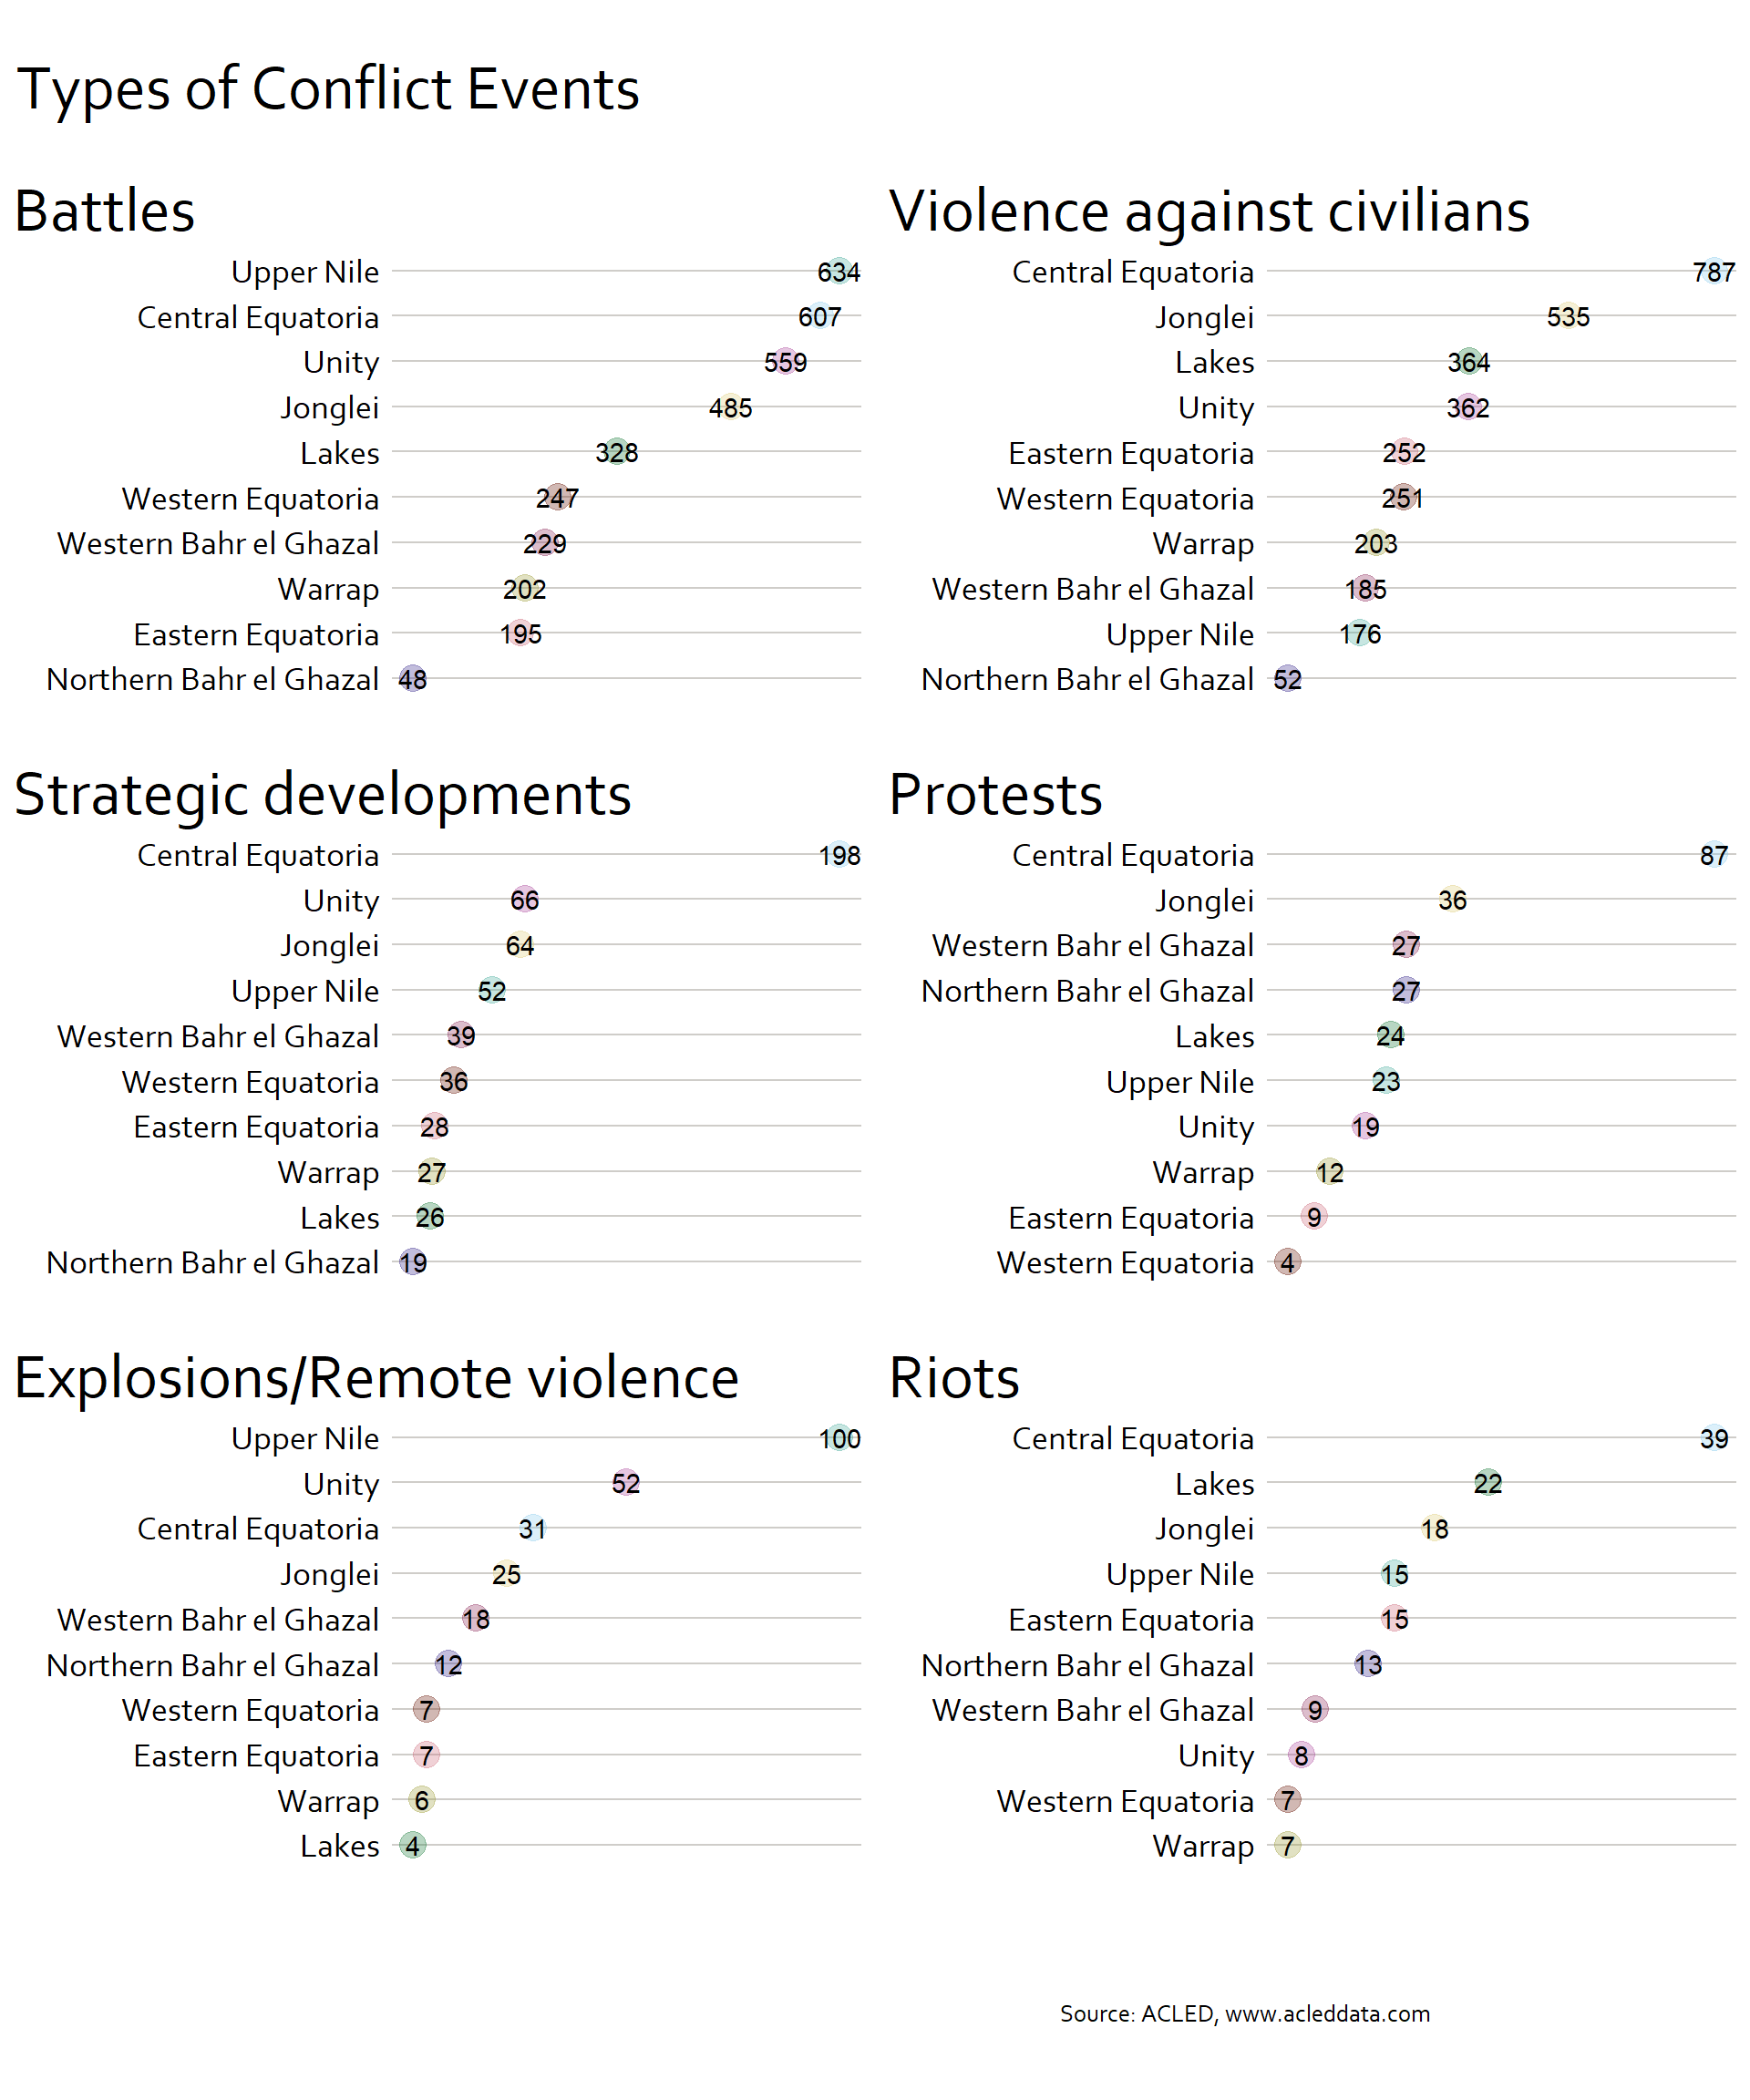 Types of Conflict Events
Battles
Upper Nile 634
Central Equatoria 607
Unity 559
Jonglei 485
Lakes 328
Western Equatoria 247
Western Bahr el Ghazal 229
Warrap 202
Eastern Equatoria 195
Northern Bahr el Ghazal 48
Violence against civilians
Central Equatoria 787
Jonglei 535
Lakes 364
Unity 362
Eastern Equatoria 252
Western Equatoria 251
Warrap 203
Western Bahr el Ghazal 185
Upper Nile 176
Northern Bahr el Ghazal 52
Strategic developments
Central Equatoria 198
Unity 66
Jonglei 64
Upper Nile 52
Western Bahr el Ghazal 39
Western Equatoria 36
Eastern Equatoria 28
Warrap 27
Lakes 26
Northern Bahr el Ghazal 19
Protests
Central Equatoria 87
Jonglei 36
Western Bahr el Ghazal 27
Northern Bahr el Ghazal 27
Lakes 24
Upper Nile 23
Unity 19
Warrap 12
Eastern Equatoria 9
Western Equatoria 4
Explosions/Remote violence
Upper Nile 100
Unity 52
Central Equatoria 31
Jonglei 25
Western Bahr el Ghazal 18
Northern Bahr el Ghazal 12
Western Equatoria 7
Eastern Equatoria 7
Warrap 6
Lakes 4
Riots
Central Equatoria 39
Lakes 22
Jonglei 18
Upper Nile 15
Eastern Equatoria 15
Northern Bahr el Ghazal 13
Western Bahr el Ghazal 9
Unity 8
Western Equatoria 7
Warrap 7
Source: ACLED, www.acleddata.com